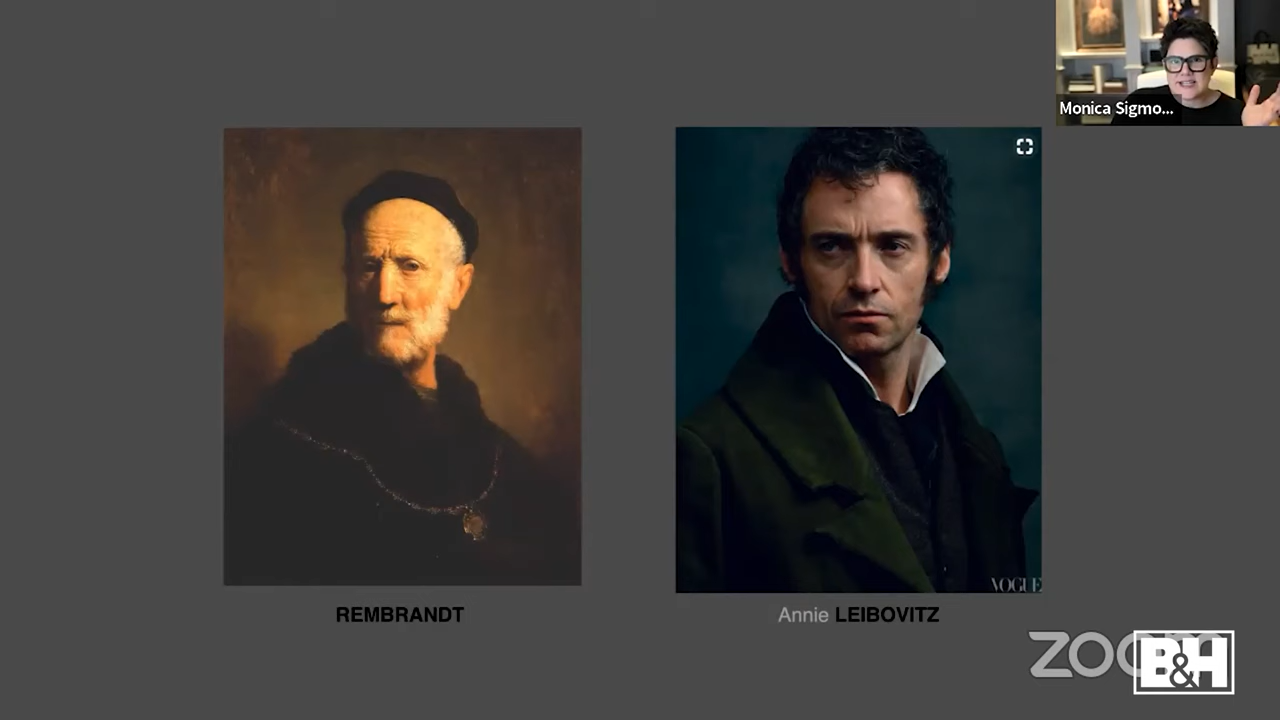 Monica Sigmo...
VOGUE
REMBRANDT
Annie LEIBOVITZ
zoom
B&H